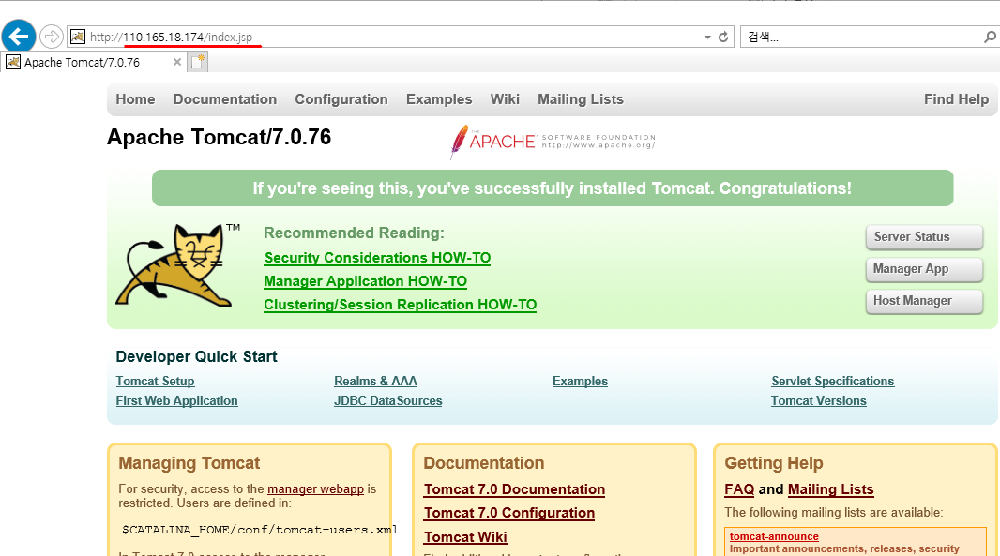 http://110.165.18.174/index.jsp
검색...
Apache Tomcat/7.0.76
Home Documentation Configuration Examples Wiki Mailing Lists Find Help
Apache Tomcat/7.0.76
THE APACHE SOFTWARE FOUNDATION
http://www.apache.org/
If you're seeing this, you've successfully installed Tomcat. Congratulations!
TM
Recommended Reading:
Security Considerations HOW-TO
Manager Application HOW-TO
Clustering/Session Replication HOW-TO
Server Status
Manager App
Host Manager
Developer Quick Start
Tomcat Setup
First Web Application
Realms & AAA
JDBC DataSources
Examples
Servlet Specifications
Tomcat Versions
Managing Tomcat
For security, access to the manager webapp is
restricted. Users are defined in:
$CATALINA_HOME/conf/tomcat-users.xml
In Tomcat 7.0 access to the manager
Documentation
Tomcat 7.0 Documentation
Tomcat 7.0 Configuration
Tomcat Wiki
Getting Help
FAQ and Mailing Lists
The following mailing lists are available:
tomcat-announce
Important announcements, releases, security